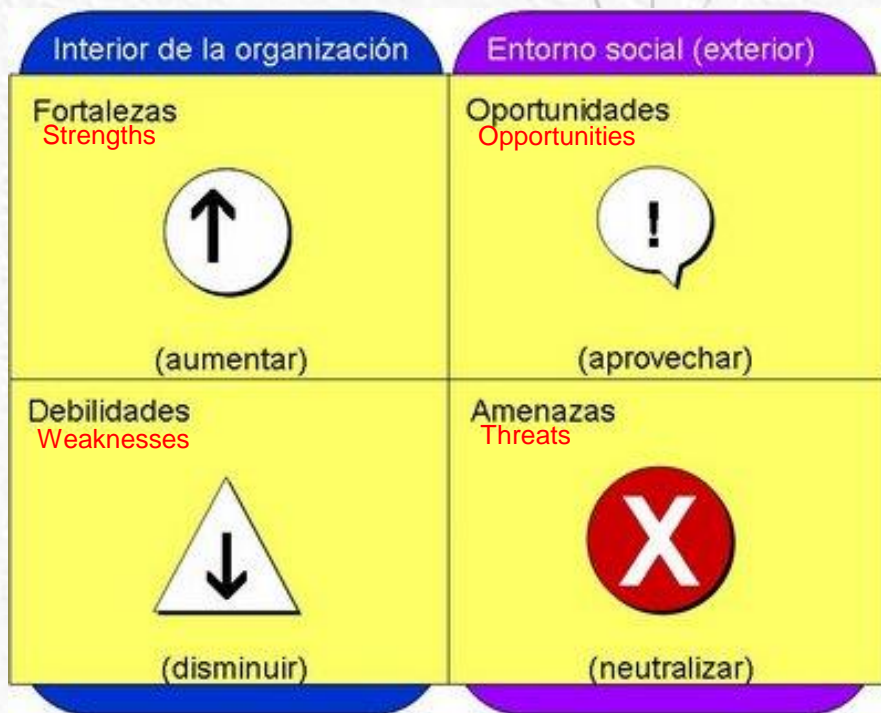 Interior de la organización
Entorno social (exterior)
Fortalezas
Strengths
(aumentar)
Oportunidades
Opportunities
!
(aprovechar)
Debilidades
Weaknesses
(disminuir)
Amenazas
Threats
X
(neutralizar)